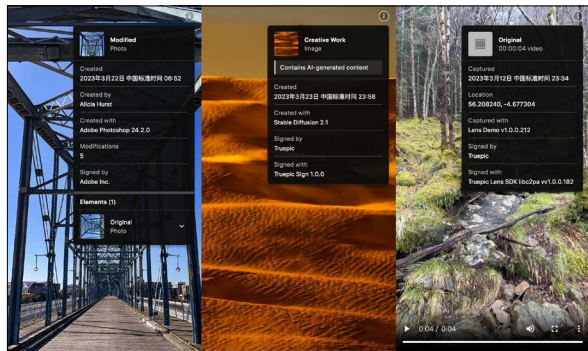 Modified
Photo
Created
2023年3月22日 中国标准时间 06:52
Created by
Alicia Hurst
Created with
Adobe Photoshop 24.2.0
Modifications
5
Signed by
Adobe Inc.
Elements (1)
Original
Photo
Creative Work
Image
Contains AI-generated content
Created
2023年3月23日 中国标准时间 23:58
Created with
Stable Diffusion 2.1
Signed by
Truepic
Signed with
Truepic Sign 1.0.0
Original
00:00:04 video
Captured
2023年3月12日 中国标准时间 23:34
Location
56.208240, -4.677304
Captured with
Lens Demo v1.0.0.212
Signed by
Truepic
Signed with
Truepic Lens SDK libc2pa vv1.0.0.182
0:04 / 0:04